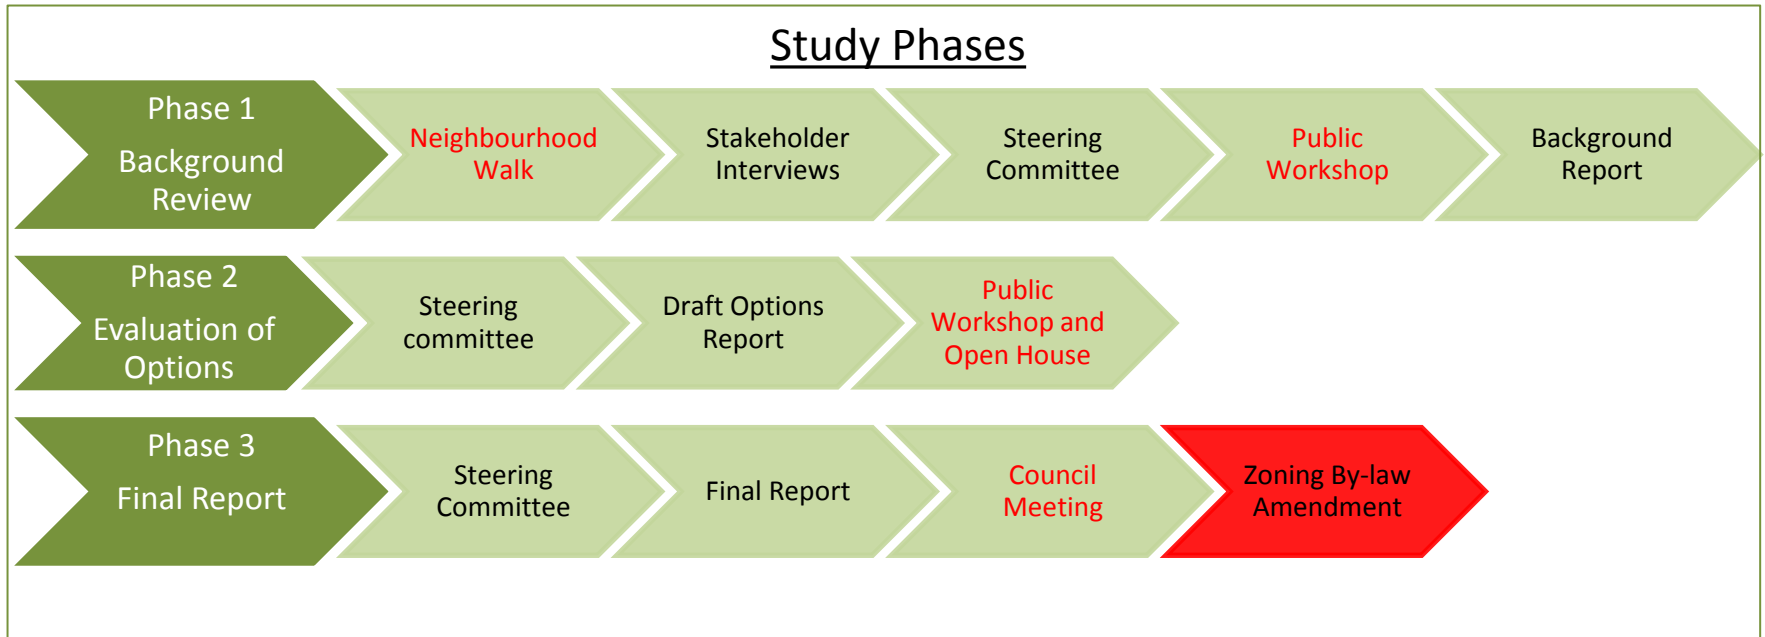 Study Phases
Phase 1
Background
Review
Neighbourhood
Walk
Stakeholder
Interviews
Steering
Committee
Public
Workshop
Background
Report
Phase 2
Evaluation of
Options
Steering
committee
Draft Options
Report
Public
Workshop and
Open House
Phase 3
Final Report
Steering
Committee
Final Report
Council
Meeting
Zoning By-law
Amendment